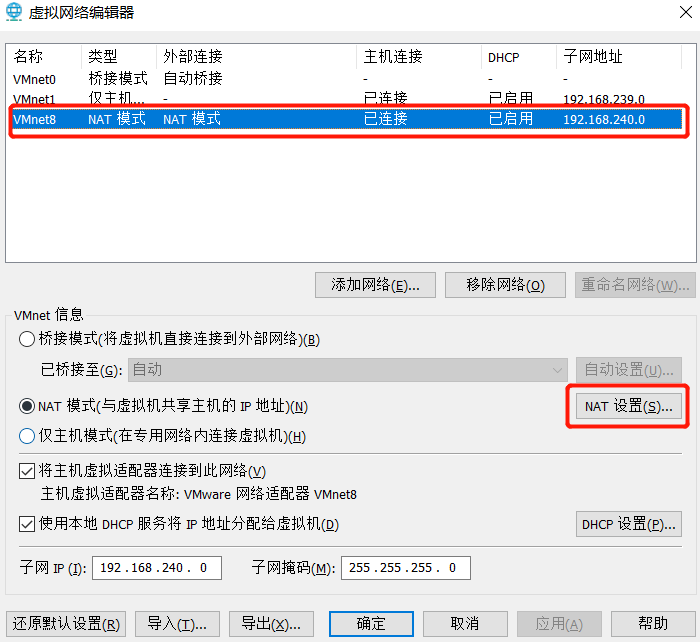 虚拟网络编辑器
名称 类型 外部连接 主机连接 DHCP 子网地址
VMnet0 桥接模式 自动桥接 - - -
VMnet1 仅主机... - 已连接 已启用 192.168.239.0
VMnet8 NAT 模式 NAT 模式 已连接 已启用 192.168.240.0
添加网络(E)... 移除网络(O) 重命名网络(W)...
VMnet 信息
桥接模式(将虚拟机直接连接到外部网络)(B)
已桥接至(G): 自动 自动设置(U)...
NAT 模式(与虚拟机共享主机的 IP 地址)(N) NAT 设置(S)...
仅主机模式(在专用网络内连接虚拟机)(H)
将主机虚拟适配器连接到此网络(V)
主机虚拟适配器名称: VMware 网络适配器 VMnet8
使用本地 DHCP 服务将 IP 地址分配给虚拟机(D) DHCP 设置(P)...
子网 IP (I): 192 . 168 . 240 . 0 子网掩码(M): 255 . 255 . 255 . 0
还原默认设置(R) 导入(T)... 导出(X)... 确定 取消 应用(A) 帮助